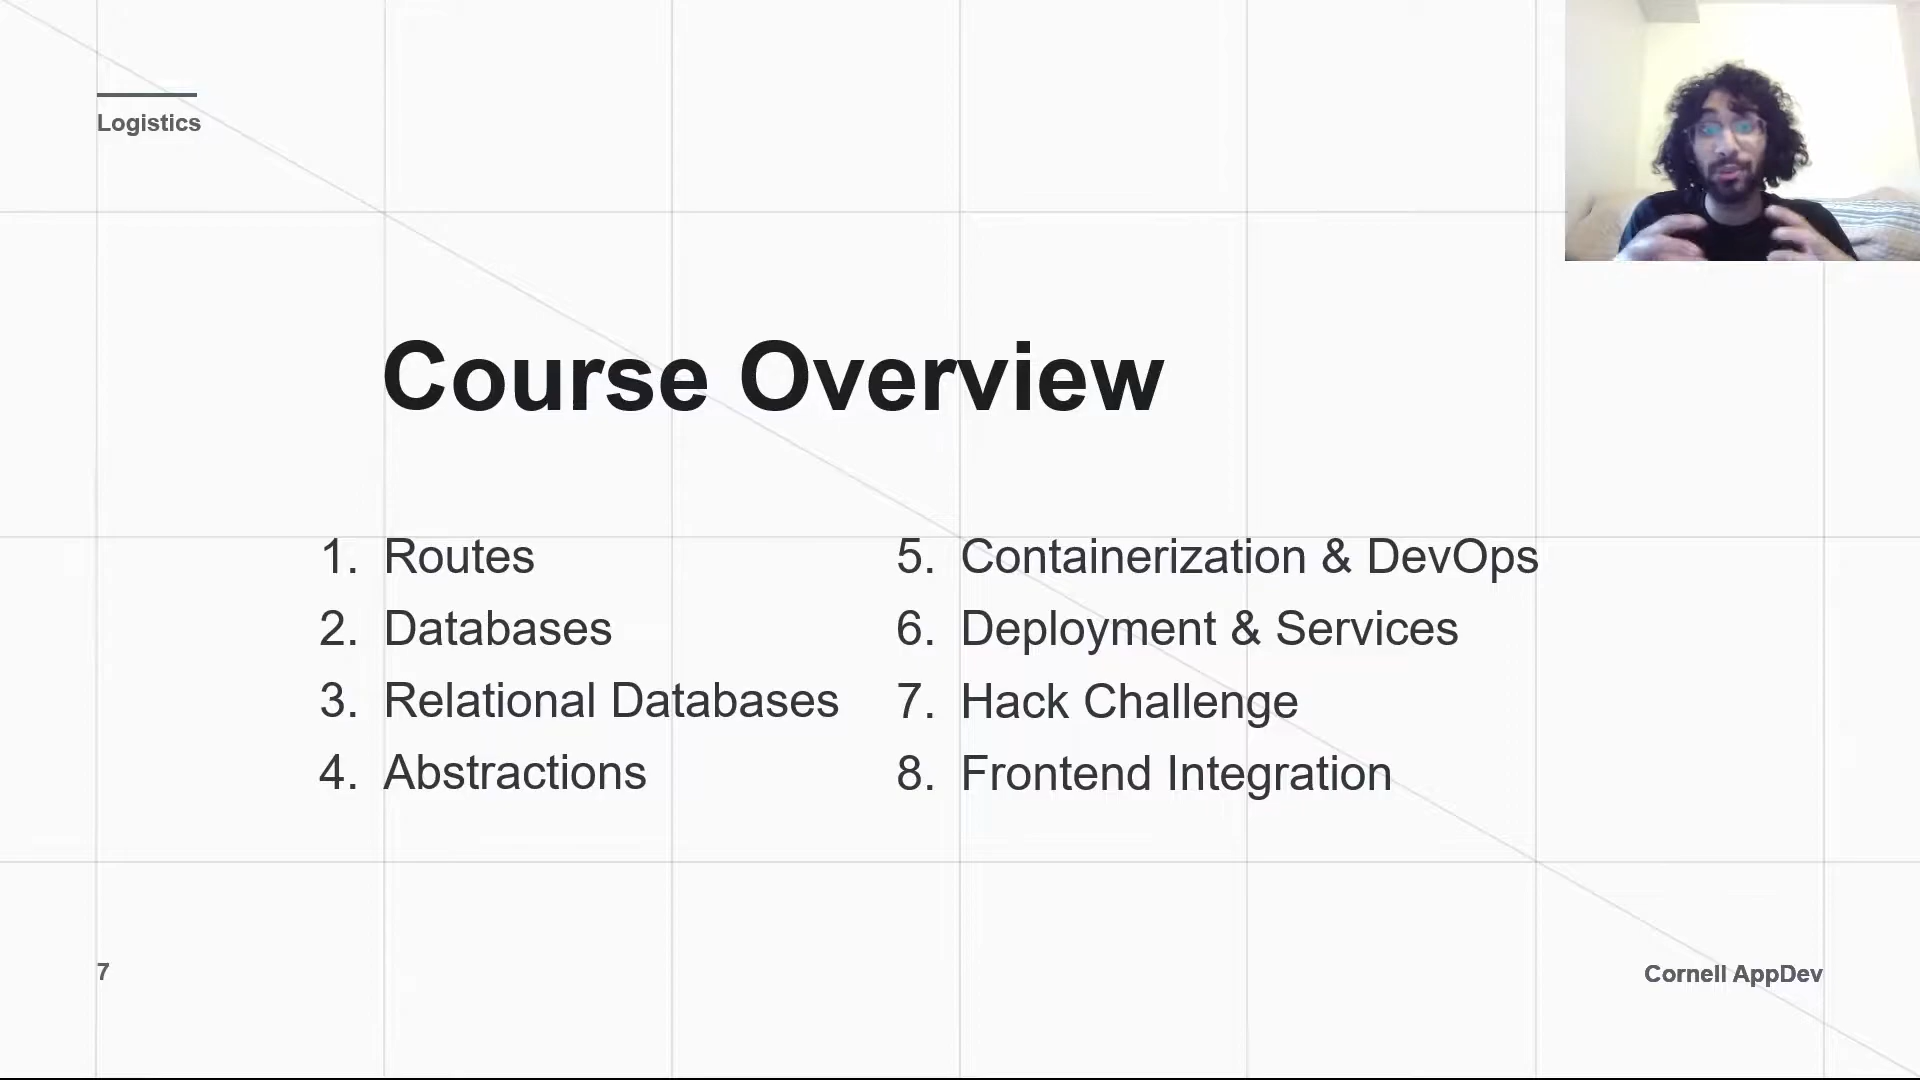 Logistics
Course Overview
1. Routes
2. Databases
3. Relational Databases
4. Abstractions
5. Containerization & DevOps
6. Deployment & Services
7. Hack Challenge
8. Frontend Integration
7
Cornell AppDev